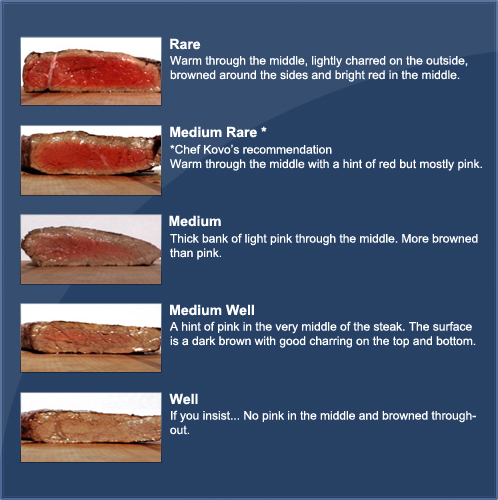 Rare
Warm through the middle, lightly charred on the outside,
browned around the sides and bright red in the middle.
Medium Rare *
*Chef Kovo's recommendation
Warm through the middle with a hint of red but mostly pink.
Medium
Thick bank of light pink through the middle. More browned
than pink.
Medium Well
A hint of pink in the very middle of the steak. The surface
is a dark brown with good charring on the top and bottom.
Well
If you insist... No pink in the middle and browned through-
out.